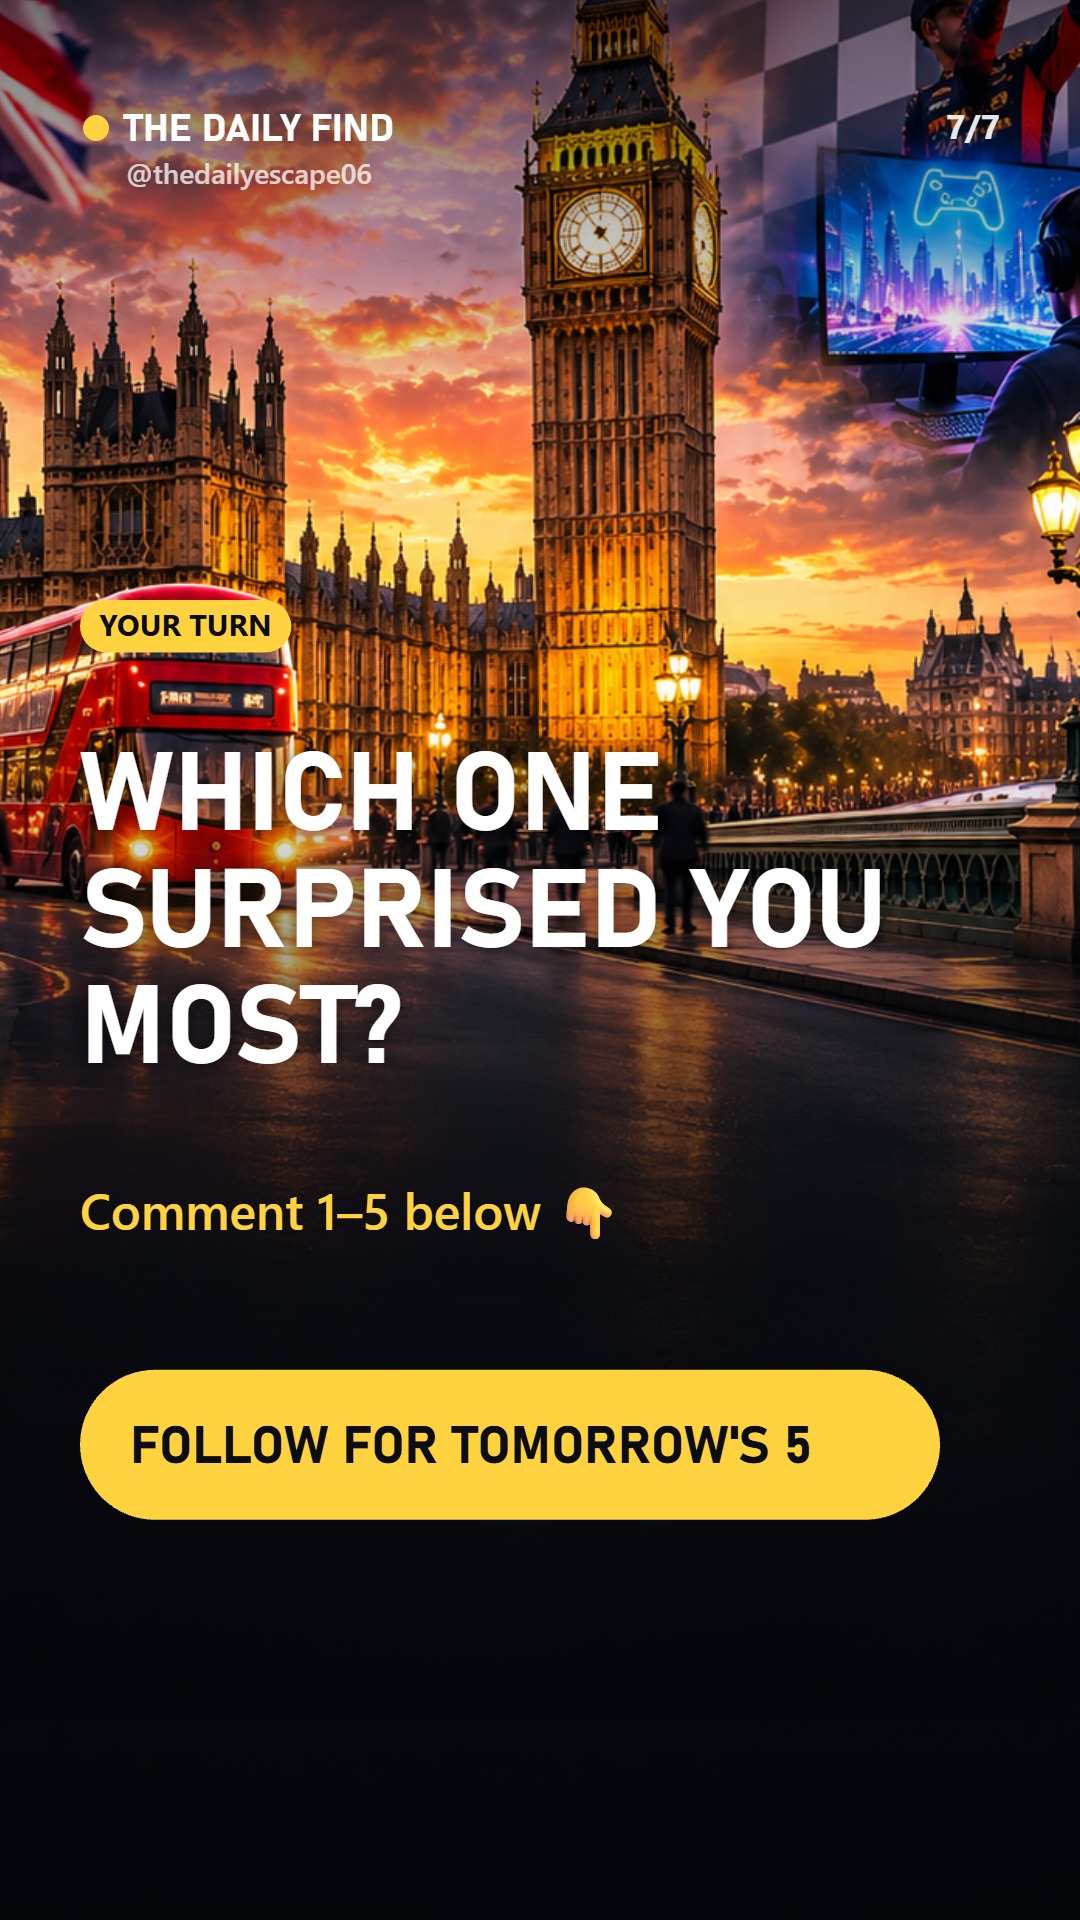 THE DAILY FIND
7/7
@thedailyescape06
YOUR TURN
WHICH ONE
SURPRISED YOU
MOST?
Comment 1–5 below 👇
FOLLOW FOR TOMORROW'S 5